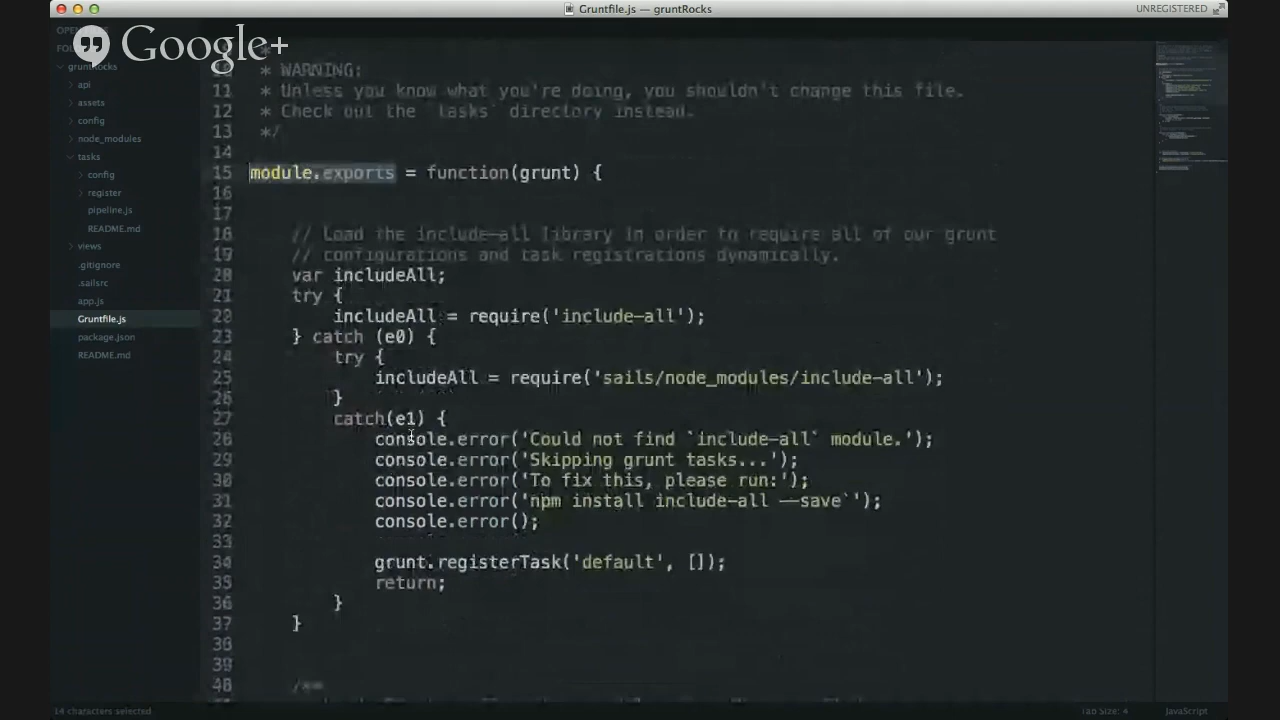 Gruntfile.js — gruntRocks
UNREGISTERED
Google+
gruntRocks
api
assets
config
node_modules
tasks
config
register
pipeline.js
README.md
views
.gitignore
.sailsrc
app.js
Gruntfile.js
package.json
README.md
* WARNING:
11 * Unless you know what you're doing, you shouldn't change this file.
12 * Check out the `tasks` directory instead.
13 */
14
15 module.exports = function(grunt) {
16
17
18 // Load the include-all library in order to require all of our grunt
19 // configurations and task registrations dynamically.
20 var includeAll;
21 try {
22 includeAll = require('include-all');
23 } catch (e0) {
24 try {
25 includeAll = require('sails/node_modules/include-all');
26 }
27 catch(e1) {
28 console.error('Could not find `include-all` module.');
29 console.error('Skipping grunt tasks...');
30 console.error('To fix this, please run:');
31 console.error('npm install include-all --save`');
32 console.error();
33
34 grunt.registerTask('default', []);
35 return;
36 }
37 }
38
39
40 /**
14 characters selected
Tab Size: 4
JavaScript